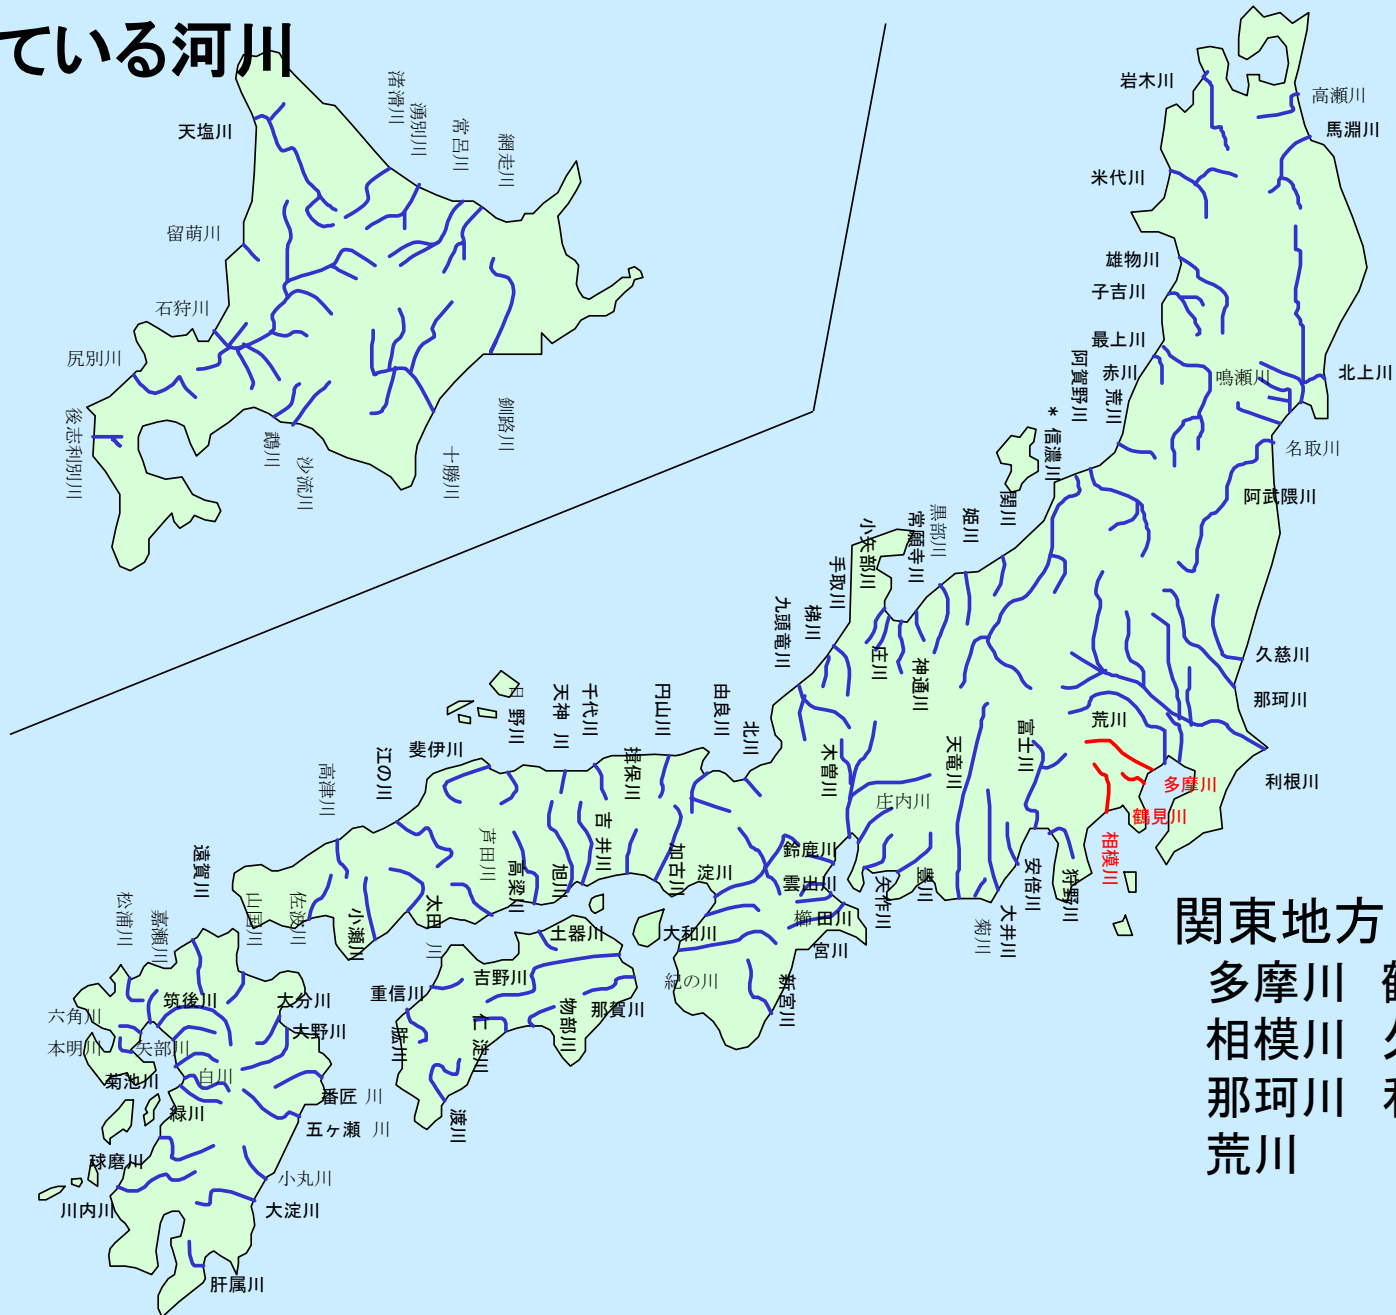 ている河川
天塩川
渚滑川
湧別川
常呂川
網走川
留萌川
石狩川
尻別川
後志利別川
鵡川
沙流川
十勝川
釧路川
岩木川
高瀬川
馬淵川
米代川
雄物川
子吉川
最上川
赤川
鳴瀬川
北上川
荒川
阿賀野川
* 信濃川
名取川
阿武隈川
関川
姫川
黒部川
常願寺川
小矢部川
手取川
梯川
九頭竜川
庄川
神通川
久慈川
那珂川
荒川
利根川
多摩川
鶴見川
相模川
富士川
天竜川
木曽川
庄内川
北川
由良川
円山川
千代川
天神 川
日 野川
斐伊川
江の川
高津川
揖保川
吉 井川
旭川
高梁川
芦田川
加古川
淀川
鈴鹿川
雲出川
櫛田川
宮川
矢作川
豊川
菊川
大井川
安倍川
狩野川
大和川
紀の川
新宮川
遠賀川
山国川
佐波川
小瀬川
太田 川
松浦川
嘉瀬川
土器川
吉野川
重信川
那賀川
物部川
仁 淀川
肱川
渡川
筑後川
大分川
大野川
六角川
本明川
矢部川
菊池川
白川
番匠 川
緑川
五ヶ瀬 川
球磨川
小丸川
川内川
大淀川
肝属川
関東地方
多摩川
相模川
那珂川
荒川